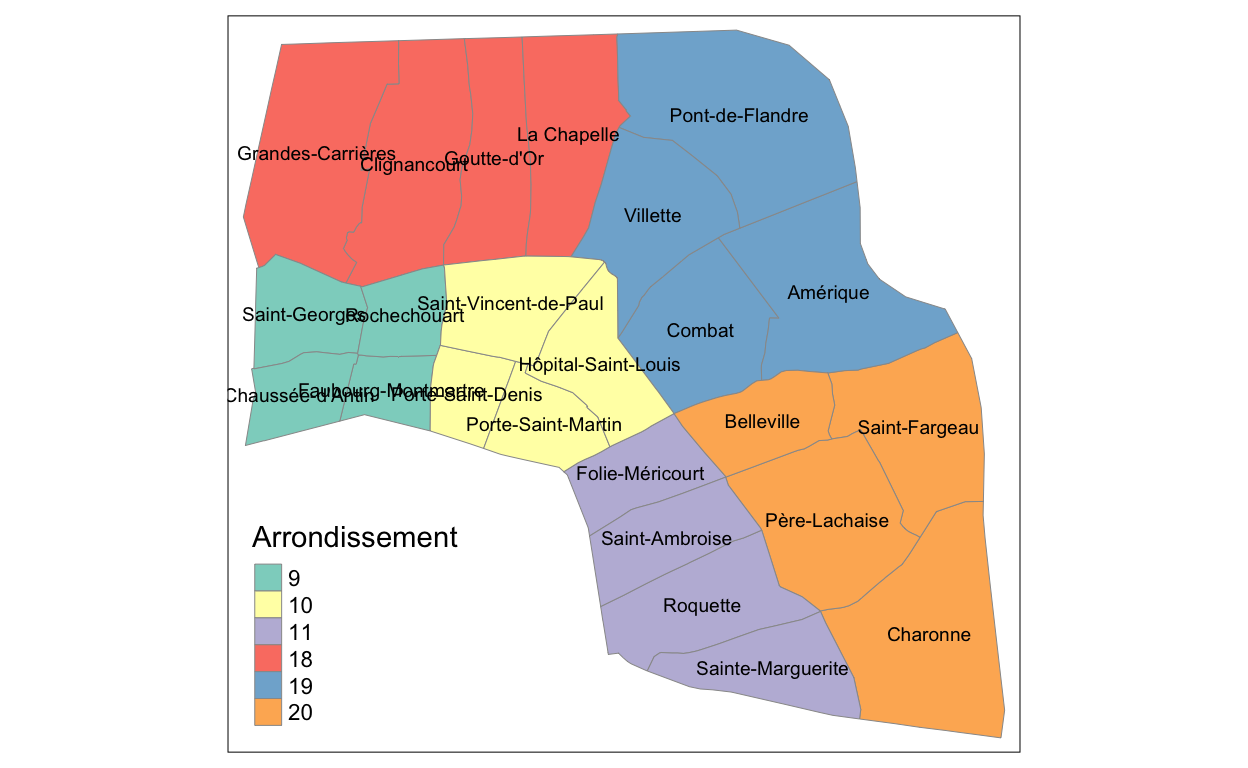 Pont-de-Flandre
La Chapelle
Grandes-Carrières
Clignancourt
Goutte-d'Or
Villette
Amérique
Saint-Vincent-de-Paul
Saint-Georges
Rochechouart
Combat
Hôpital-Saint-Louis
Chaussée-d'Antin
Faubourg-Montmartre
Porte-Saint-Denis
Porte-Saint-Martin
Belleville
Saint-Fargeau
Folie-Méricourt
Père-Lachaise
Saint-Ambroise
Roquette
Charonne
Sainte-Marguerite
Arrondissement
9
10
11
18
19
20